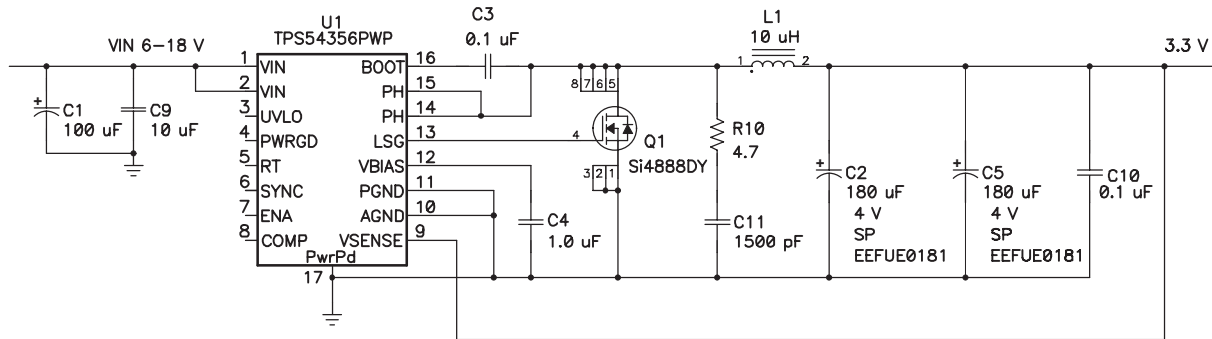 VIN 6–18 V
U1
TPS54356PWP
C3
0.1 uF
L1
10 uH
3.3 V
1 VIN BOOT 16
2 VIN PH 15
3 UVLO PH 14
4 PWRGD LSG 13
5 RT VBIAS 12
6 SYNC PGND 11
7 ENA AGND 10
8 COMP VSENSE 9
PwrPd
17
C1
100 uF
C9
10 uF
8 7 6 5
4
3 2 1
Q1
Si4888DY
C4
1.0 uF
R10
4.7
C11
1500 pF
1 2
C2
180 uF
4 V
SP
EEFUE0181
C5
180 uF
4 V
SP
EEFUE0181
C10
0.1 uF